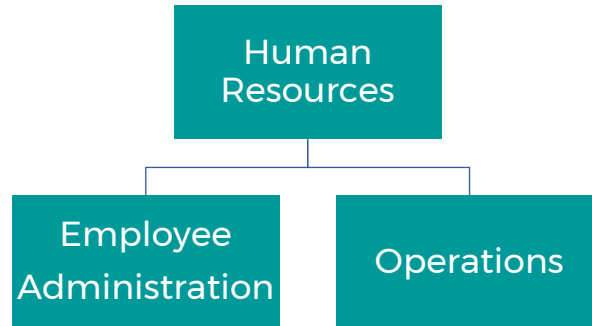 Human
Resources
Employee
Administration
Operations